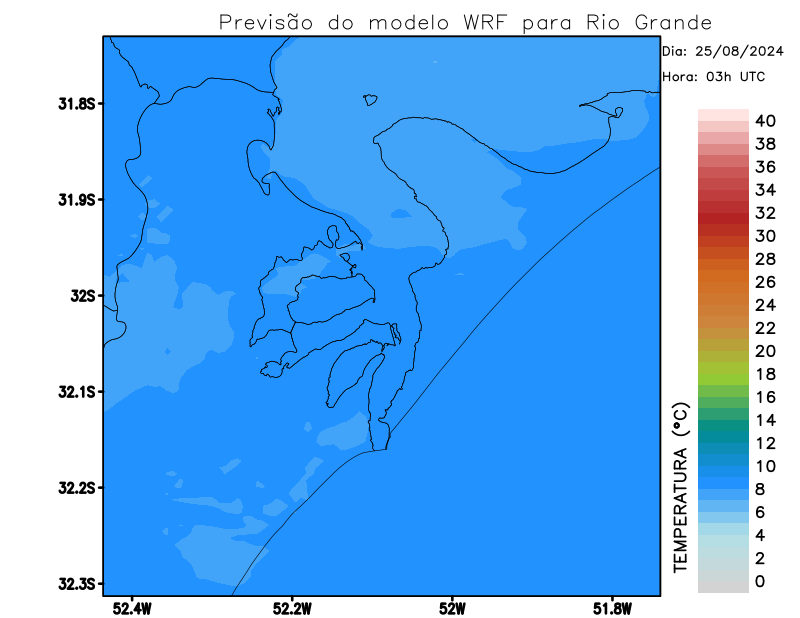 Previsão do modelo WRF para Rio Grande
Dia: 25/08/2024
Hora: 03h UTC
31.8S
31.9S
32S
32.1S
32.2S
32.3S
52.4W
52.2W
52W
51.8W
TEMPERATURA (°C)
40
38
36
34
32
30
28
26
24
22
20
18
16
14
12
10
8
6
4
2
0